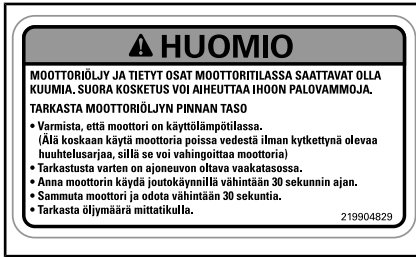 HUOMIO
MOOTTORIÖLJY JA TIETYT OSAT MOOTTORITILASSA SAATTAVAT OLLA
KUUMIA. SUORA KOSKETUS VOI AIHEUTTAA IHOON PALOVAMMOJA.
TARKASTA MOOTTORIÖLJYN PINNAN TASO
• Varmista, että moottori on käyttölämpötilassa.
(Älä koskaan käytä moottoria poissa vedestä ilman kytkettynä olevaa
huuhtelusarjaa, sillä se voi vahingoittaa moottoria)
• Tarkastusta varten on ajoneuvon oltava vaakatasossa.
• Anna moottorin käydä joutokäynnillä vähintään 30 sekunnin ajan.
• Sammuta moottori ja odota vähintään 30 sekuntia.
• Tarkasta öljymäärä mittatikulla.
219904829